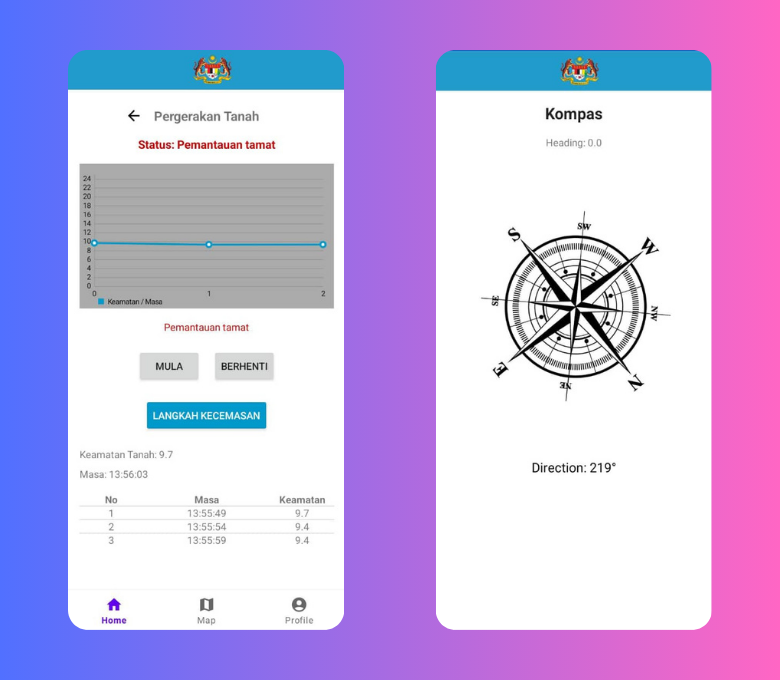 Pergerakan Tanah
Status: Pemantauan tamat
24
22
20
18
16
14
12
10
8
6
4
2
0
0 1 2
Keamatan / Masa
Pemantauan tamat
MULA BERHENTI
LANGKAH KECEMASAN
Keamatan Tanah: 9.7
Masa: 13:56:03
No Masa Keamatan
1 13:55:49 9.7
2 13:55:54 9.4
3 13:55:59 9.4
Home Map Profile
Kompas
Heading: 0.0
SW
S W
SE NW
E N
NE
Direction: 219°